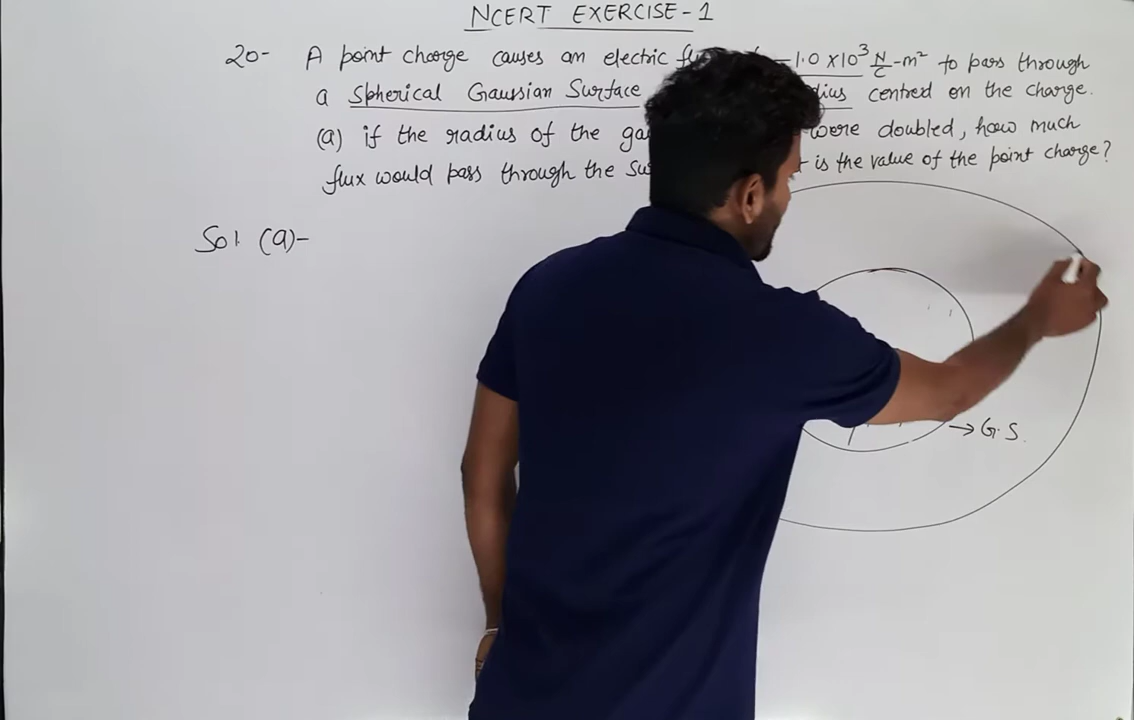 NCERT EXERCISE-1
20- A point charge causes an electric -1.0 ×10³ N/C-m² to pass through
a Spherical Gaussian Surface centred on the charge.
(a) if the radius of the were doubled, how much
flux would pass through the is the value of the point charge?
Sol. (a)-
→ G.S.